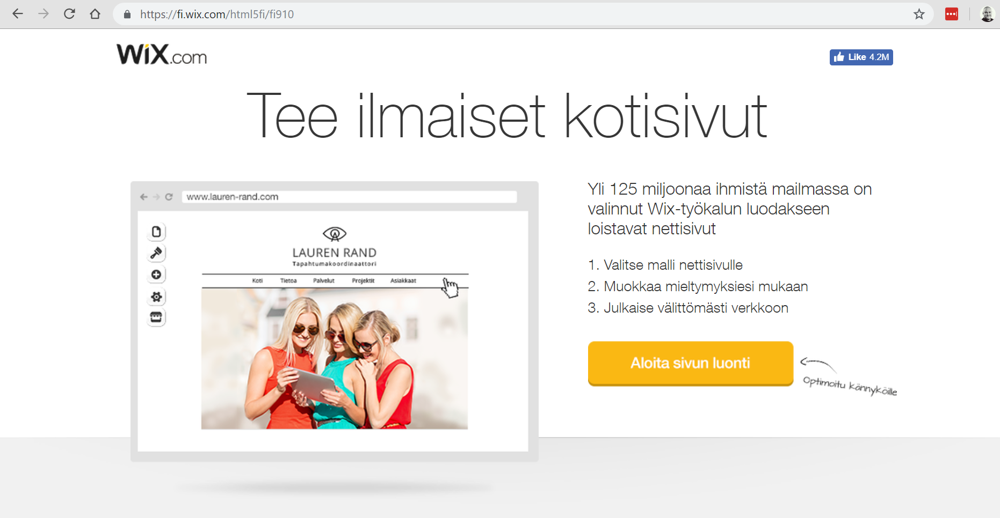 https://fi.wix.com/html5fi/fi910
WiX.com
Like 4.2M
Tee ilmaiset kotisivut
www.lauren-rand.com
LAUREN RAND
Tapahtumakoordinaattori
Koti Tietoa Palvelut Projektit Asiakkaat
Yli 125 miljoonaa ihmistä mailmassa on
valinnut Wix-työkalun luodakseen
loistavat nettisivut
1. Valitse malli nettisivulle
2. Muokkaa mieltymyksiesi mukaan
3. Julkaise välittömästi verkkoon
Aloita sivun luonti
Optimoitu kännyköille